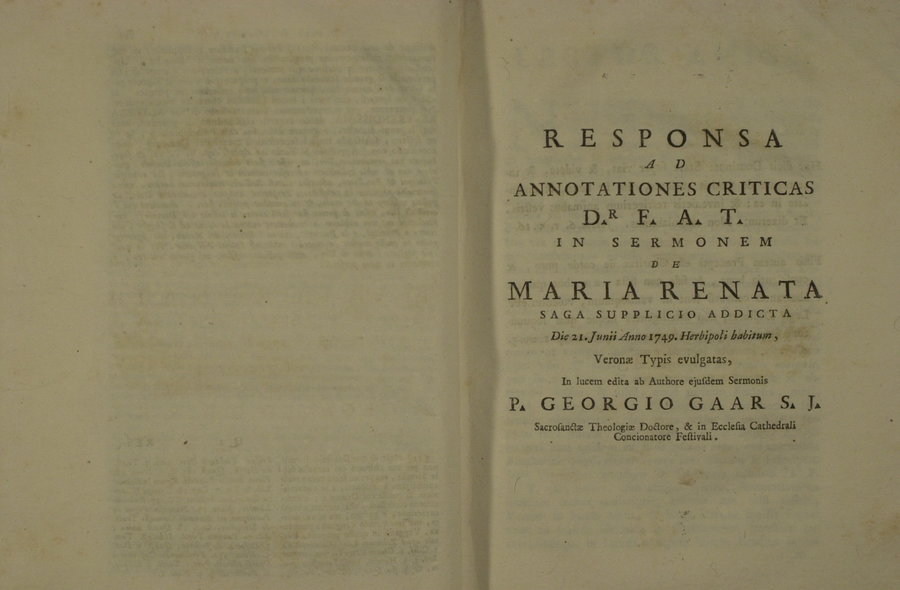 RESPONSA
AD
ANNOTATIONES CRITICAS
D.R F. A. T.
IN SERMONEM
DE
MARIA RENATA
SAGA SUPPLICIO ADDICTA
Die 21. Junii Anno 1749. Herbipoli habitum,
Veronæ Typis evulgatas,
In lucem edita ab Authore ejuſdem Sermonis
P. GEORGIO GAAR S. J.
Sacroſanctæ Theologiæ Doctore, & in Eccleſia Cathedrali
Concionatore Feſtivali.